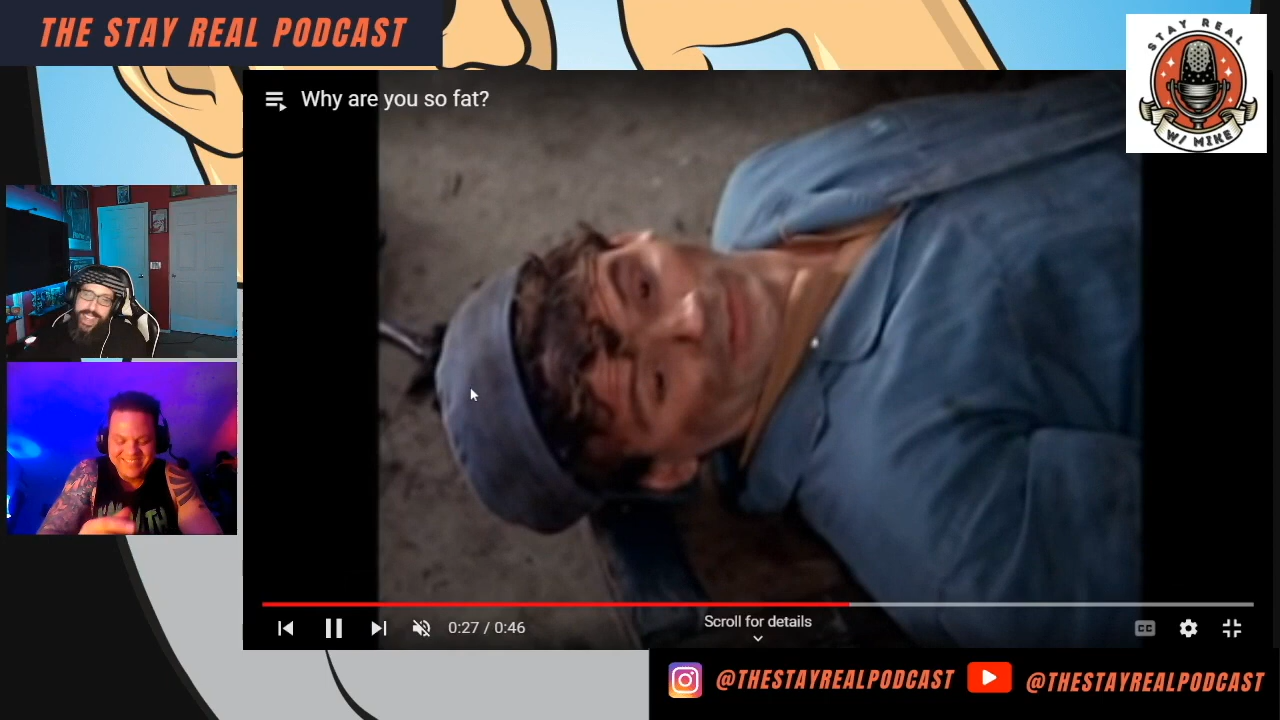 THE STAY REAL PODCAST
STAY REAL
W/ MIKE
Why are you so fat?
0:27 / 0:46
Scroll for details
CC
@THESTAYREALPODCAST
@THESTAYREALPODCAST